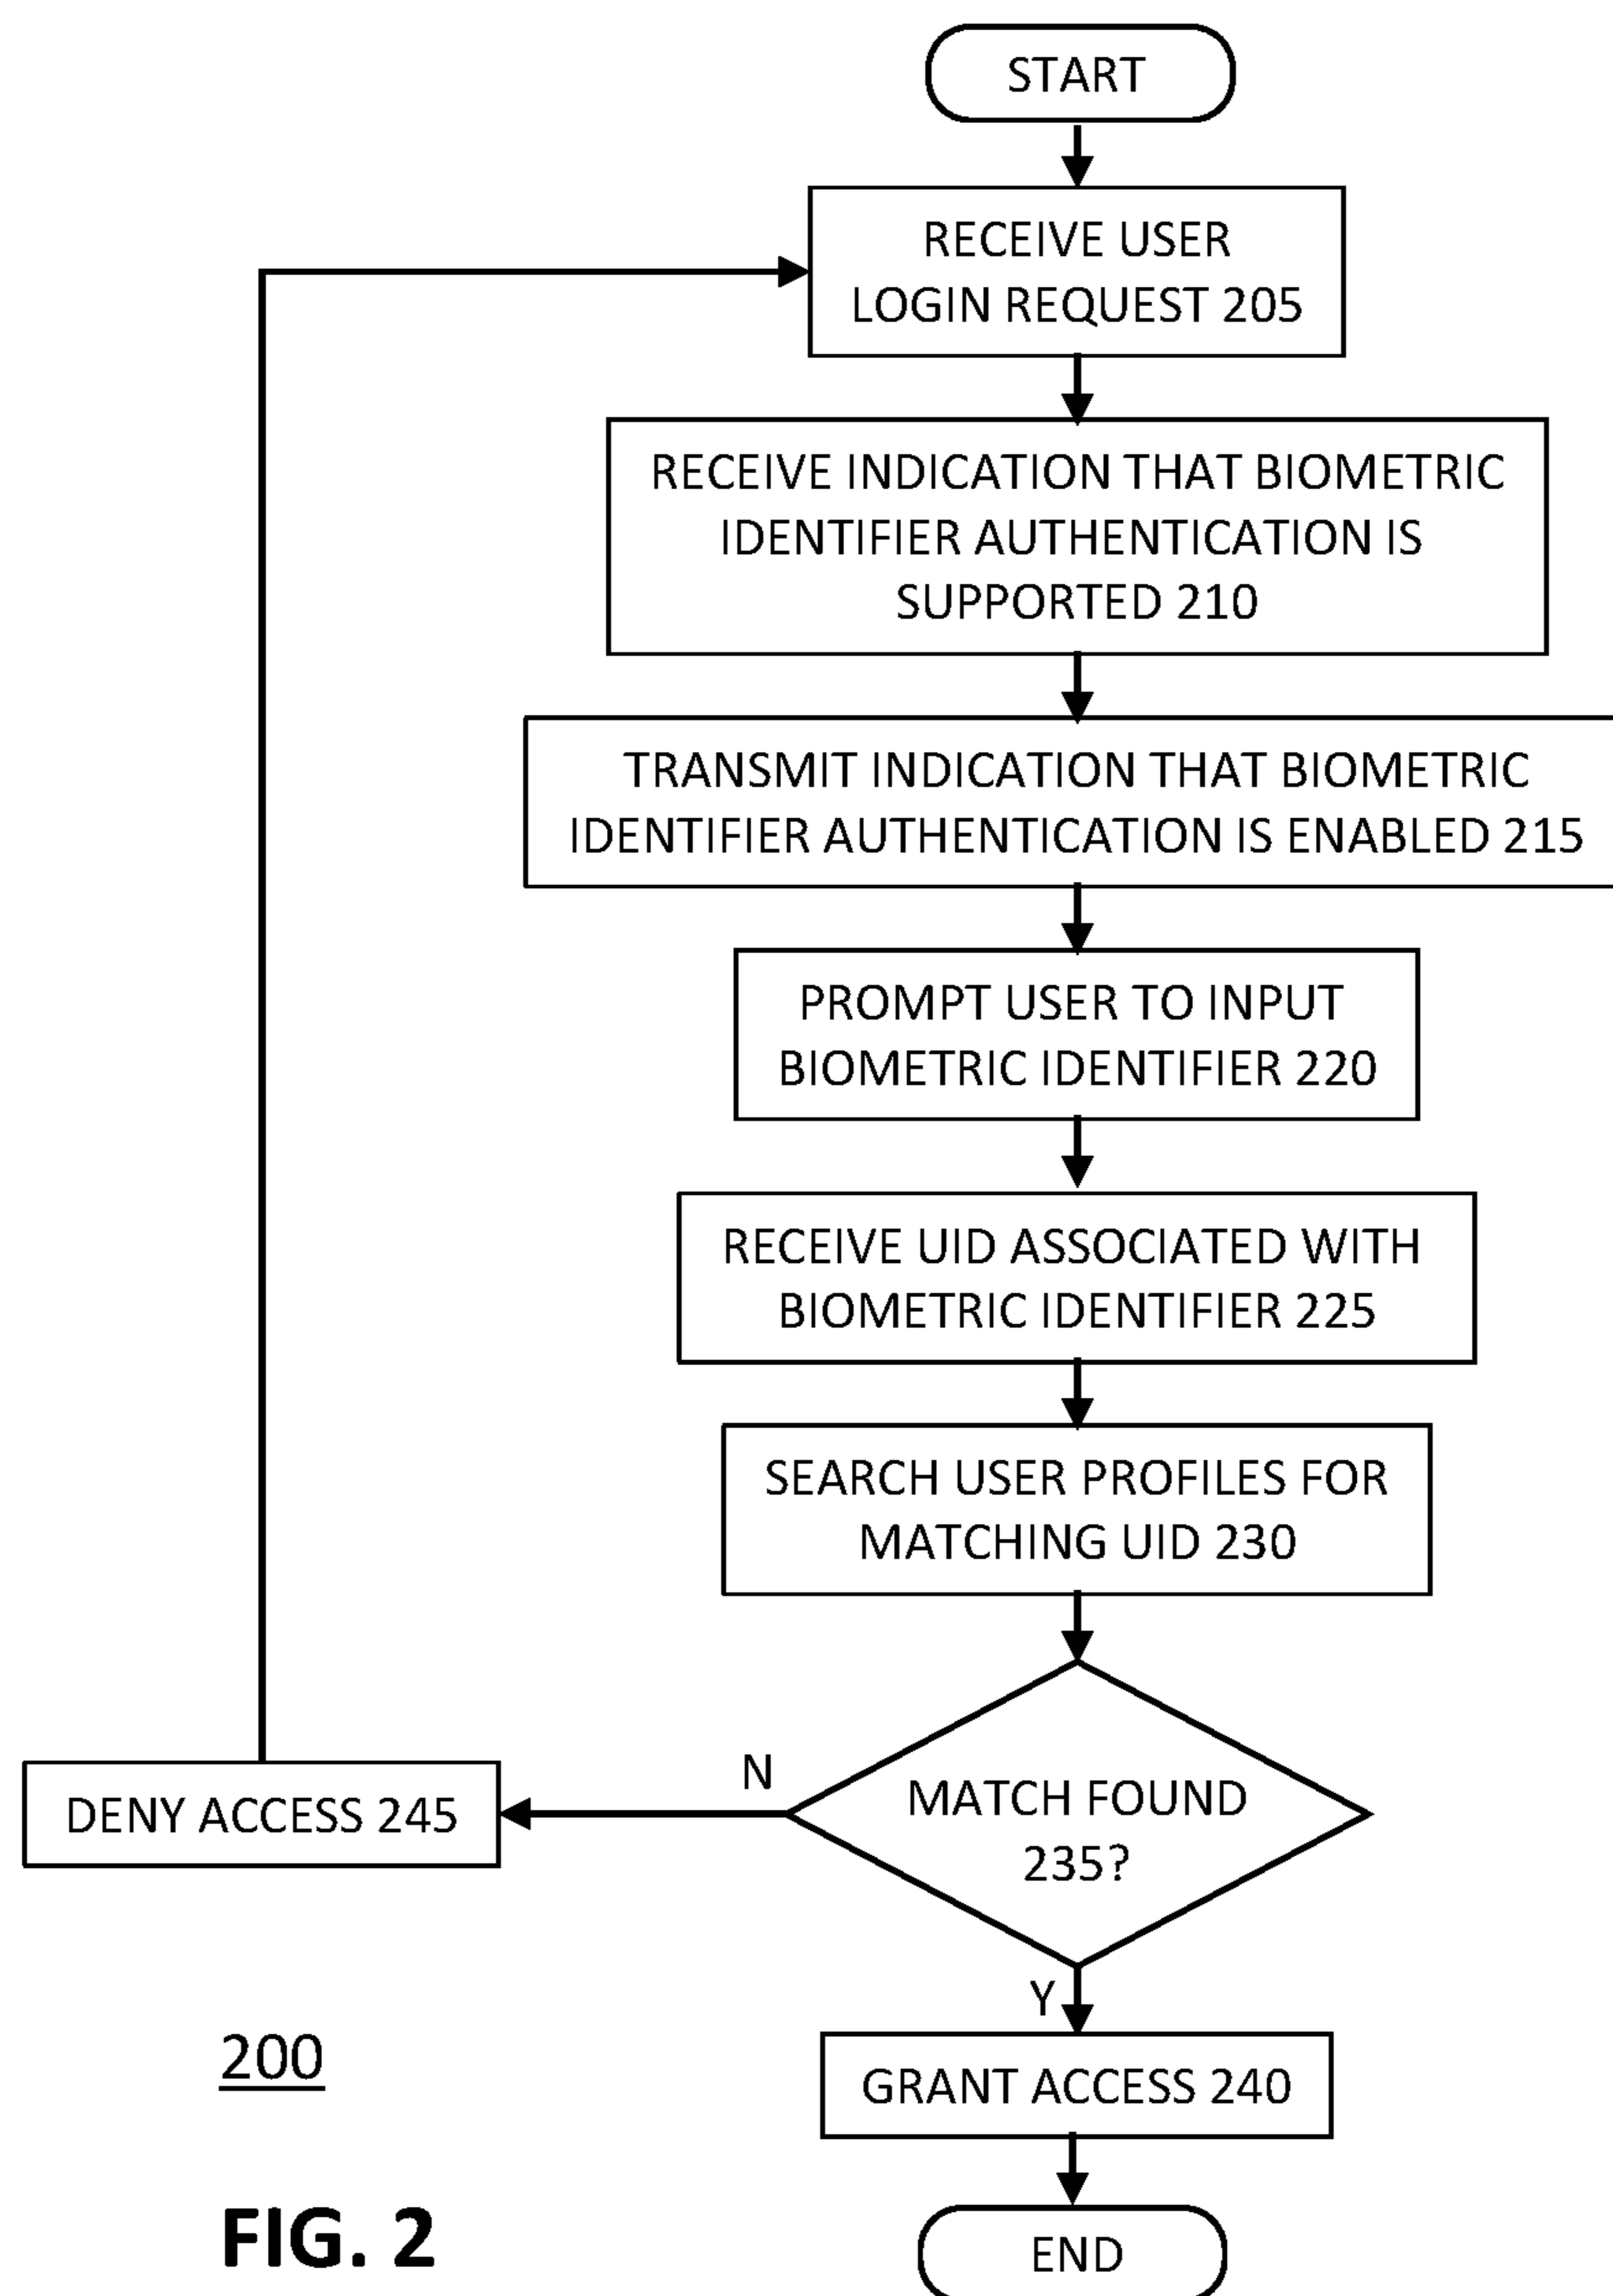 START
RECEIVE USER
LOGIN REQUEST 205
RECEIVE INDICATION THAT BIOMETRIC
IDENTIFIER AUTHENTICATION IS
SUPPORTED 210
TRANSMIT INDICATION THAT BIOMETRIC
IDENTIFIER AUTHENTICATION IS ENABLED 215
PROMPT USER TO INPUT
BIOMETRIC IDENTIFIER 220
RECEIVE UID ASSOCIATED WITH
BIOMETRIC IDENTIFIER 225
SEARCH USER PROFILES FOR
MATCHING UID 230
MATCH FOUND
235?
N
DENY ACCESS 245
Y
GRANT ACCESS 240
END
200
FIG. 2